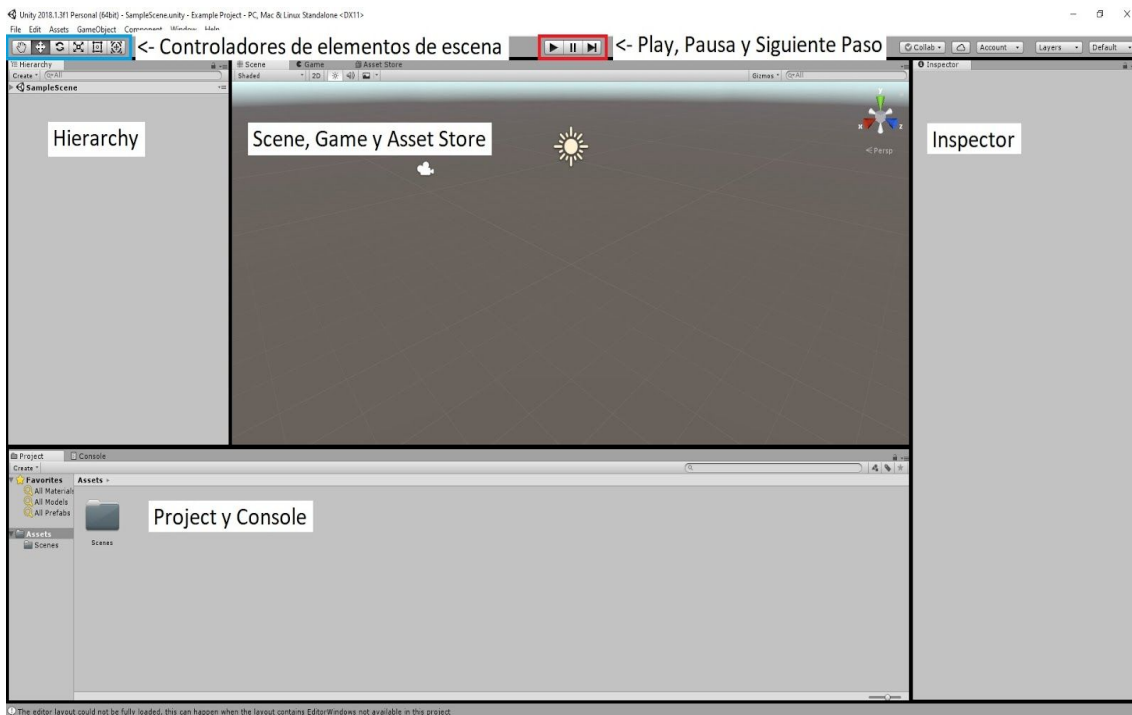 Unity 2018.1.3f1 Personal (64bit) - SampleScene.unity - Example Project - PC, Mac & Linux Standalone <DX11>
File Edit Assets GameObject Component Window Help
<- Controladores de elementos de escena
<- Play, Pausa y Siguiente Paso
Collab Account Layers Default
Hierarchy
Create All
SampleScene
Hierarchy
Scene Game Asset Store
Shaded 2D Gizmos All
Scene, Game y Asset Store
y
x z
Persp
Inspector
Inspector
Project Console
Create
Favorites
All Materials
All Models
All Prefabs
Assets
Scenes
Assets
Scenes
Project y Console
The editor layout could not be fully loaded, this can happen when the layout contains EditorWindows not available in this project